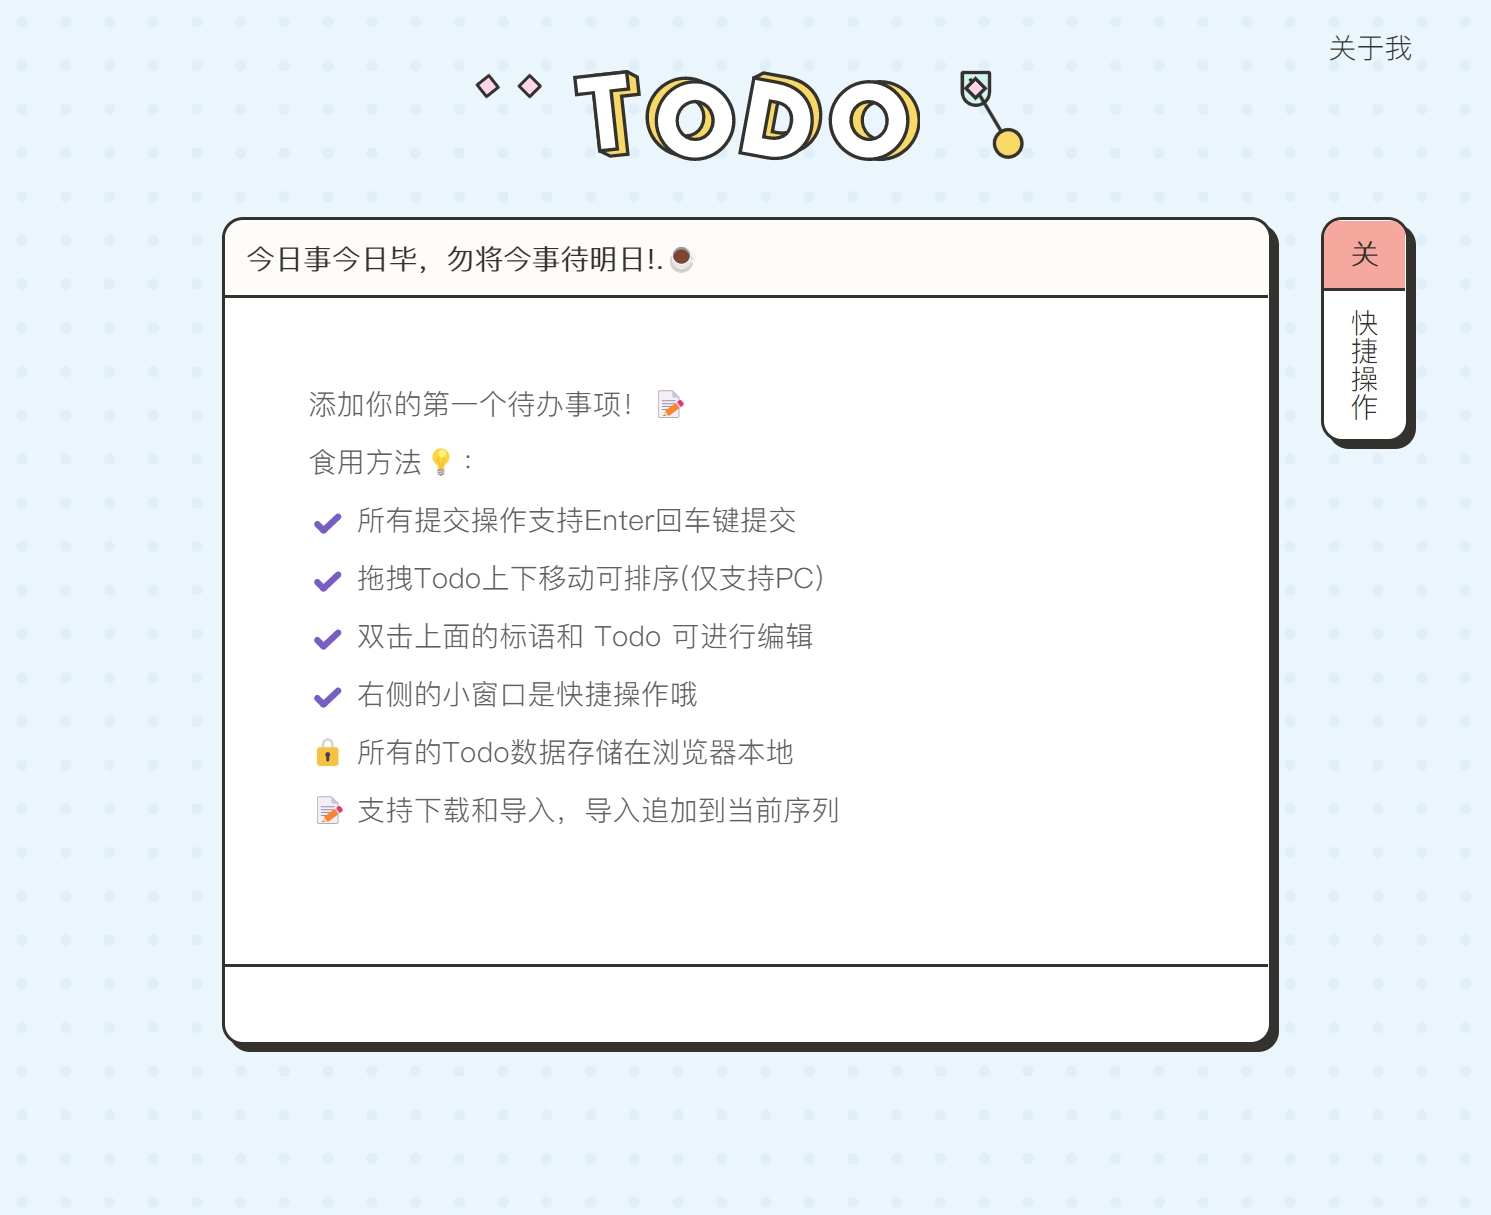 关于我
TODO
今日事今日毕，勿将今事待明日!.☕
关
快捷操作
添加你的第一个待办事项！📝
食用方法💡：
✔ 所有提交操作支持Enter回车键提交
✔ 拖拽Todo上下移动可排序(仅支持PC)
✔ 双击上面的标语和 Todo 可进行编辑
✔ 右侧的小窗口是快捷操作哦
🔒 所有的Todo数据存储在浏览器本地
📝 支持下载和导入，导入追加到当前序列